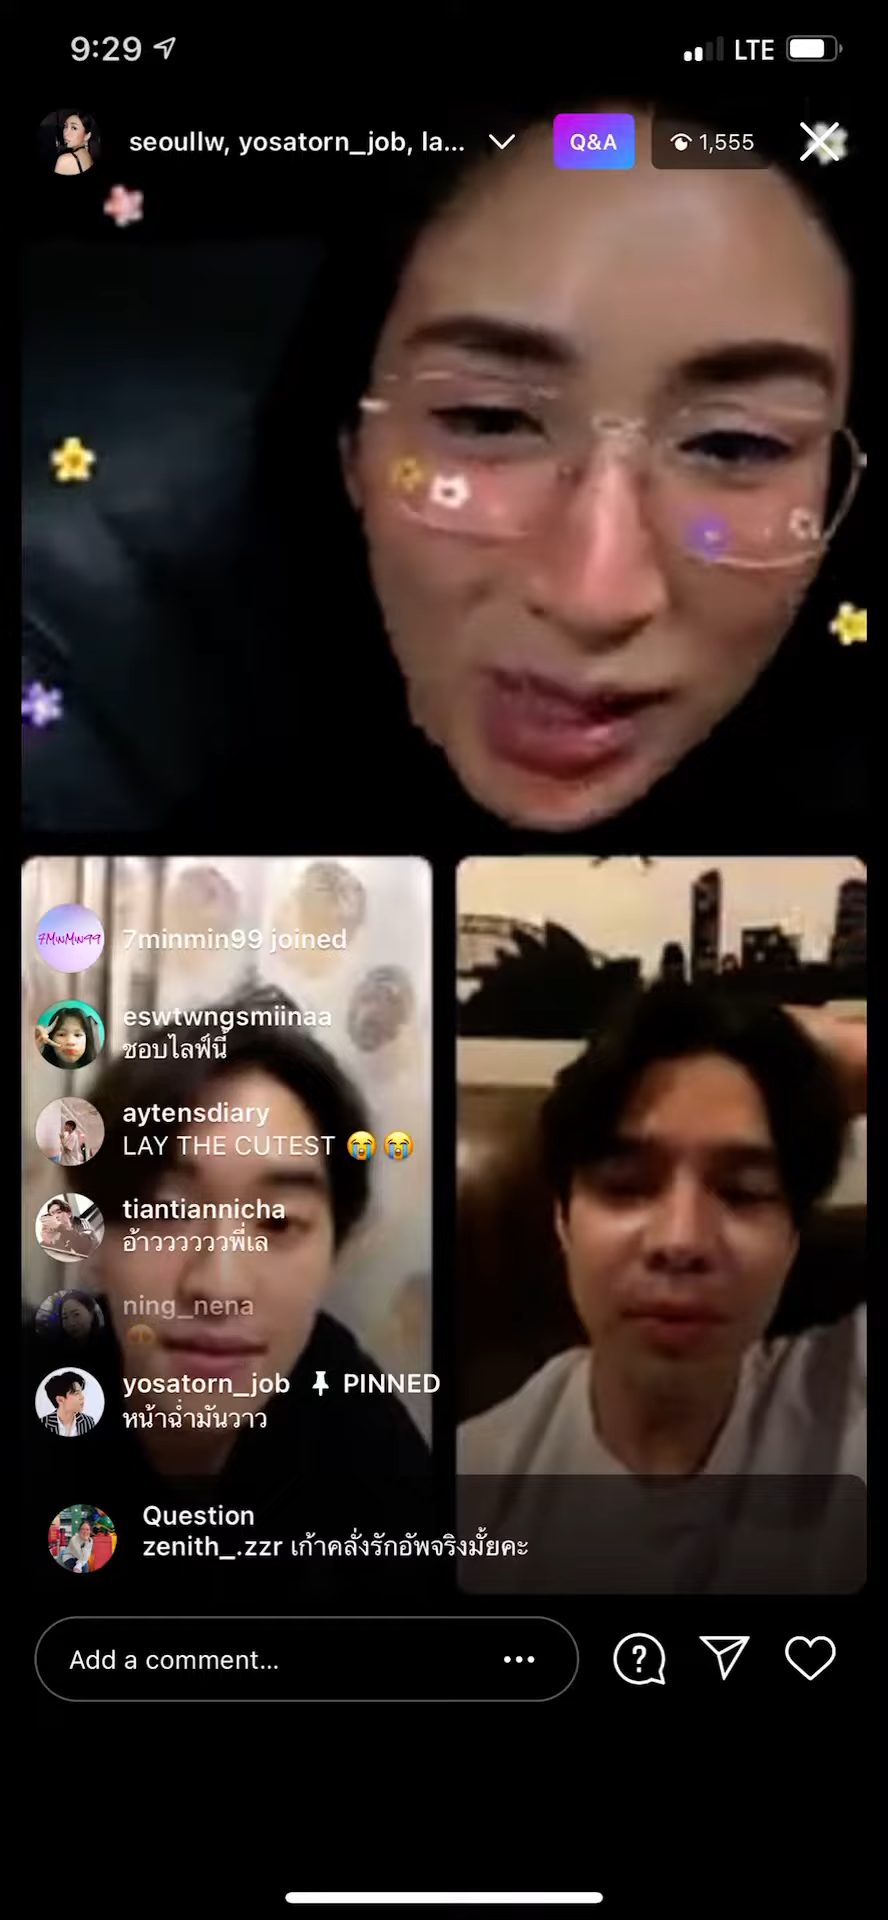 9:29
LTE
seoullw, yosatorn_job, la...
Q&A
1,555
7MinMin99
7minmin99 joined
eswtwngsmiinaa
ชอบไลฟ์นี้
aytensdiary
LAY THE CUTEST 😭😭
tiantiannicha
อ้าววววววพี่เล
ning_nena
yosatorn_job PINNED
หน้าฉ่ำมันวาว
Question
zenith_.zzr เก้าคลั่งรักอัพจริงมั้ยคะ
Add a comment...